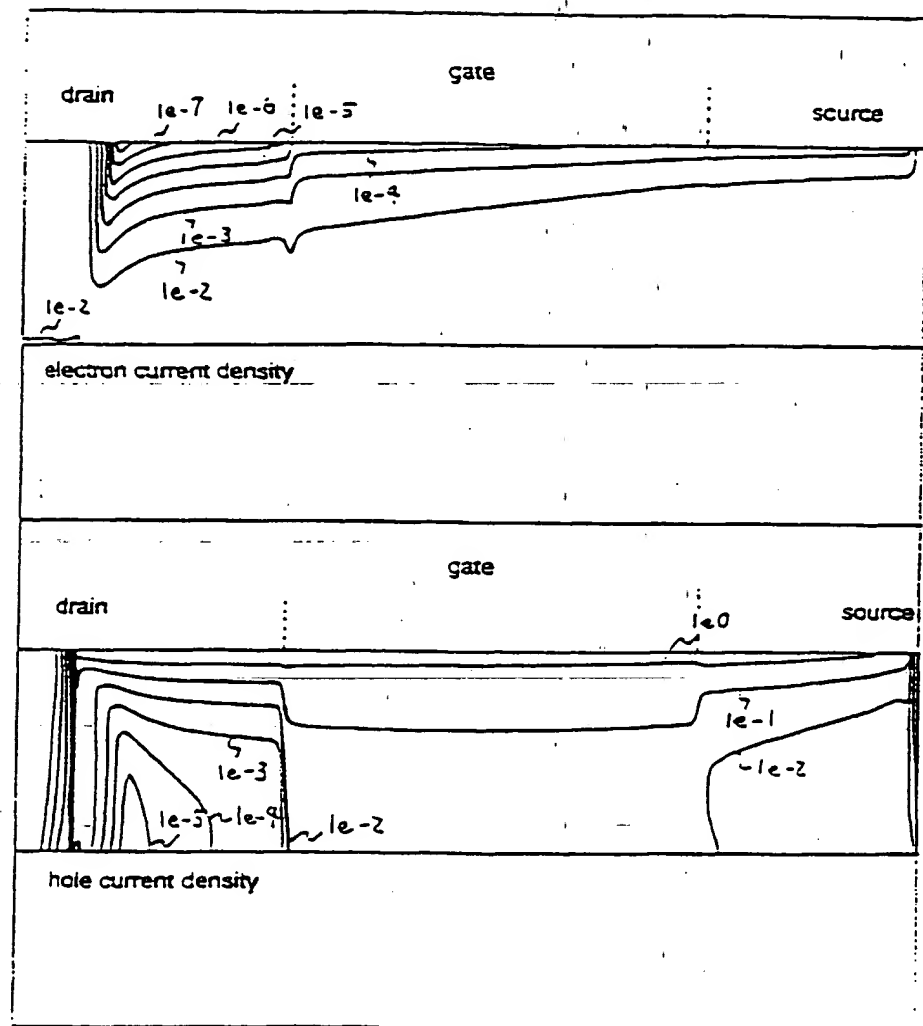 gate
drain
source
1e-7
1e-6
1e-5
1e-4
1e-3
1e-2
1e-2
electron current density
gate
drain
source
1e0
1e-1
1e-3
1e-2
1e-5
1e-4
1e-2
hole current density